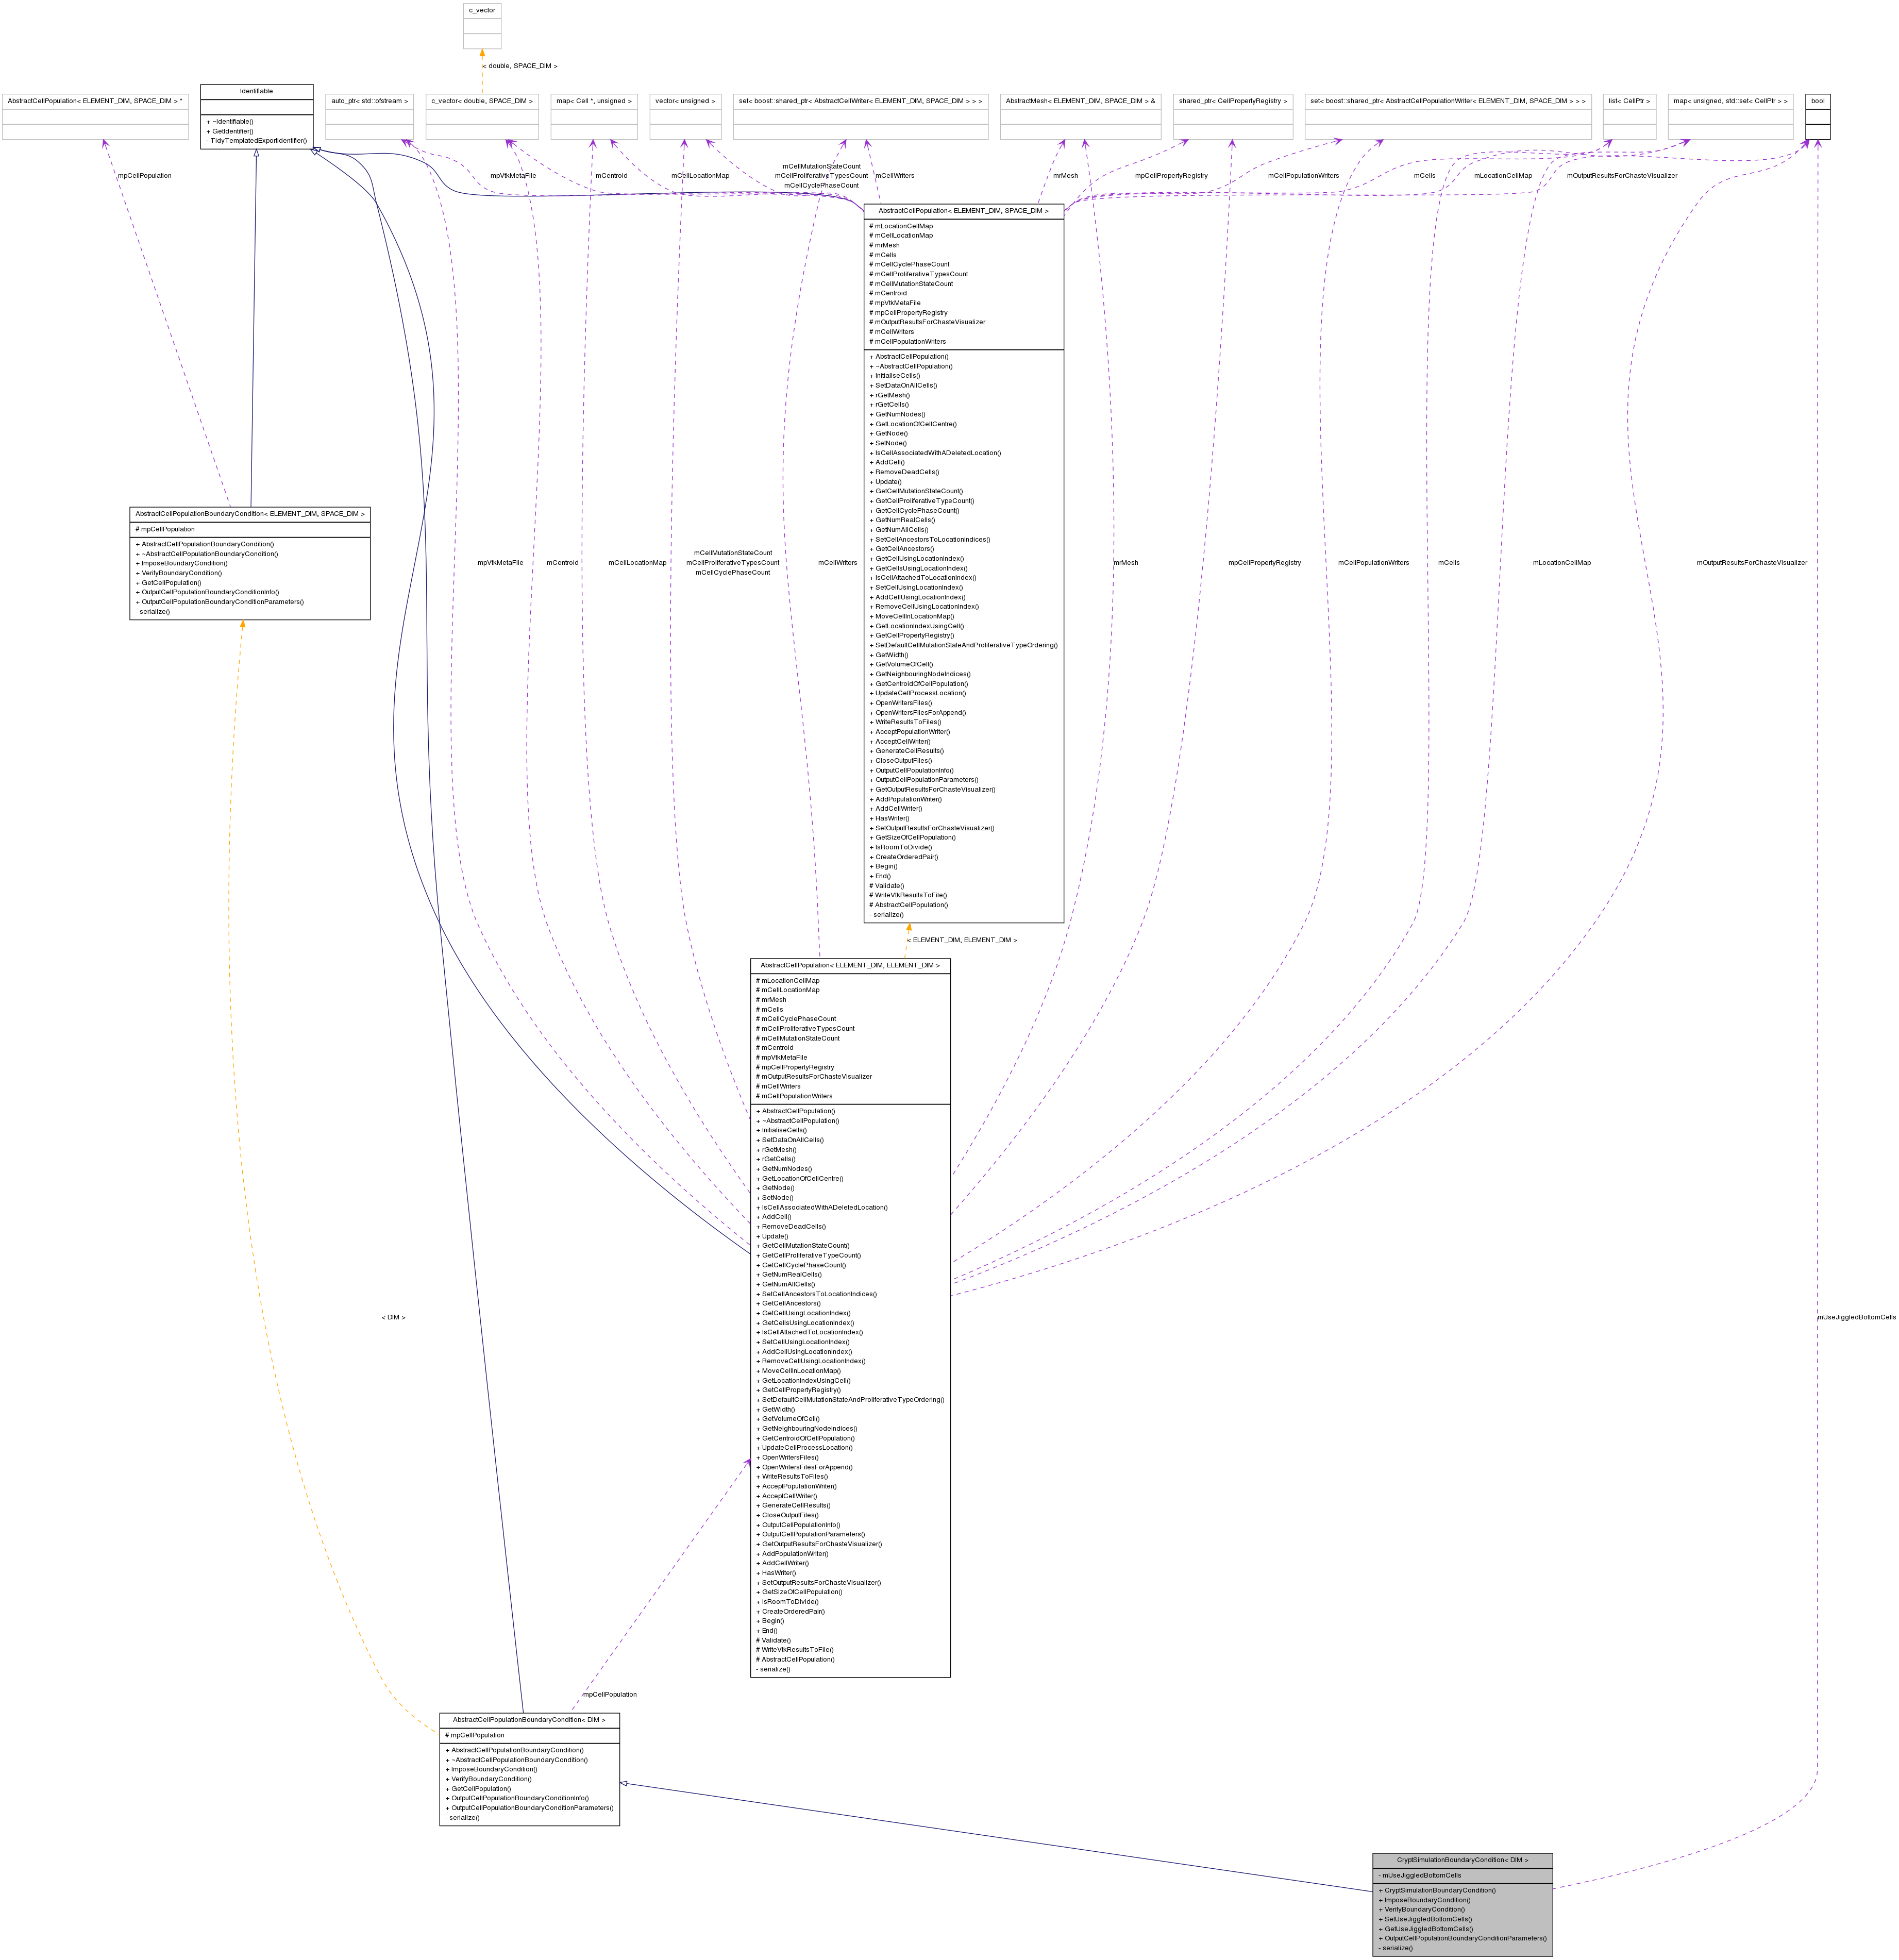 c_vector
< double, SPACE_DIM >
AbstractCellPopulation< ELEMENT_DIM, SPACE_DIM > *
Identifiable
+ ~Identifiable()
+ GetIdentifier()
- TidyTemplatedExportIdentifier()
auto_ptr< std::ofstream >
c_vector< double, SPACE_DIM >
map< Cell *, unsigned >
vector< unsigned >
set< boost::shared_ptr< AbstractCellWriter< ELEMENT_DIM, SPACE_DIM > > >
AbstractMesh< ELEMENT_DIM, SPACE_DIM > &
shared_ptr< CellPropertyRegistry >
set< boost::shared_ptr< AbstractCellPopulationWriter< ELEMENT_DIM, SPACE_DIM > > >
list< CellPtr >
map< unsigned, std::set< CellPtr > >
bool
mpCellPopulation
mpVtkMetaFile
mCentroid
mCellLocationMap
mCellMutationStateCount
mCellProliferativeTypesCount
mCellCyclePhaseCount
mCellWriters
mrMesh
mpCellPropertyRegistry
mCellPopulationWriters
mCells
mLocationCellMap
mOutputResultsForChasteVisualizer
AbstractCellPopulation< ELEMENT_DIM, SPACE_DIM >
# mLocationCellMap
# mCellLocationMap
# mrMesh
# mCells
# mCellCyclePhaseCount
# mCellProliferativeTypesCount
# mCellMutationStateCount
# mCentroid
# mpVtkMetaFile
# mpCellPropertyRegistry
# mOutputResultsForChasteVisualizer
# mCellWriters
# mCellPopulationWriters
+ AbstractCellPopulation()
+ ~AbstractCellPopulation()
+ InitialiseCells()
+ SetDataOnAllCells()
+ rGetMesh()
+ rGetCells()
+ GetNumNodes()
+ GetLocationOfCellCentre()
+ GetNode()
+ SetNode()
+ IsCellAssociatedWithADeletedLocation()
+ AddCell()
+ RemoveDeadCells()
+ Update()
+ GetCellMutationStateCount()
+ GetCellProliferativeTypeCount()
+ GetCellCyclePhaseCount()
+ GetNumRealCells()
+ GetNumAllCells()
+ SetCellAncestorsToLocationIndices()
+ GetCellAncestors()
+ GetCellUsingLocationIndex()
+ GetCellsUsingLocationIndex()
+ IsCellAttachedToLocationIndex()
+ SetCellUsingLocationIndex()
+ AddCellUsingLocationIndex()
+ RemoveCellUsingLocationIndex()
+ MoveCellInLocationMap()
+ GetLocationIndexUsingCell()
+ GetCellPropertyRegistry()
+ SetDefaultCellMutationStateAndProliferativeTypeOrdering()
+ GetWidth()
+ GetVolumeOfCell()
+ GetNeighbouringNodeIndices()
+ GetCentroidOfCellPopulation()
+ UpdateCellProcessLocation()
+ OpenWritersFiles()
+ OpenWritersFilesForAppend()
+ WriteResultsToFiles()
+ AcceptPopulationWriter()
+ AcceptCellWriter()
+ GenerateCellResults()
+ CloseOutputFiles()
+ OutputCellPopulationInfo()
+ OutputCellPopulationParameters()
+ GetOutputResultsForChasteVisualizer()
+ AddPopulationWriter()
+ AddCellWriter()
+ HasWriter()
+ SetOutputResultsForChasteVisualizer()
+ GetSizeOfCellPopulation()
+ IsRoomToDivide()
+ CreateOrderedPair()
+ Begin()
+ End()
# Validate()
# WriteVtkResultsToFile()
# AbstractCellPopulation()
- serialize()
AbstractCellPopulationBoundaryCondition< ELEMENT_DIM, SPACE_DIM >
# mpCellPopulation
+ AbstractCellPopulationBoundaryCondition()
+ ~AbstractCellPopulationBoundaryCondition()
+ ImposeBoundaryCondition()
+ VerifyBoundaryCondition()
+ GetCellPopulation()
+ OutputCellPopulationBoundaryConditionInfo()
+ OutputCellPopulationBoundaryConditionParameters()
- serialize()
mpVtkMetaFile
mCentroid
mCellLocationMap
mCellMutationStateCount
mCellProliferativeTypesCount
mCellCyclePhaseCount
mCellWriters
mrMesh
mpCellPropertyRegistry
mCellPopulationWriters
mCells
mLocationCellMap
mOutputResultsForChasteVisualizer
< ELEMENT_DIM, ELEMENT_DIM >
AbstractCellPopulation< ELEMENT_DIM, ELEMENT_DIM >
# mLocationCellMap
# mCellLocationMap
# mrMesh
# mCells
# mCellCyclePhaseCount
# mCellProliferativeTypesCount
# mCellMutationStateCount
# mCentroid
# mpVtkMetaFile
# mpCellPropertyRegistry
# mOutputResultsForChasteVisualizer
# mCellWriters
# mCellPopulationWriters
+ AbstractCellPopulation()
+ ~AbstractCellPopulation()
+ InitialiseCells()
+ SetDataOnAllCells()
+ rGetMesh()
+ rGetCells()
+ GetNumNodes()
+ GetLocationOfCellCentre()
+ GetNode()
+ SetNode()
+ IsCellAssociatedWithADeletedLocation()
+ AddCell()
+ RemoveDeadCells()
+ Update()
+ GetCellMutationStateCount()
+ GetCellProliferativeTypeCount()
+ GetCellCyclePhaseCount()
+ GetNumRealCells()
+ GetNumAllCells()
+ SetCellAncestorsToLocationIndices()
+ GetCellAncestors()
+ GetCellUsingLocationIndex()
+ GetCellsUsingLocationIndex()
+ IsCellAttachedToLocationIndex()
+ SetCellUsingLocationIndex()
+ AddCellUsingLocationIndex()
+ RemoveCellUsingLocationIndex()
+ MoveCellInLocationMap()
+ GetLocationIndexUsingCell()
+ GetCellPropertyRegistry()
+ SetDefaultCellMutationStateAndProliferativeTypeOrdering()
+ GetWidth()
+ GetVolumeOfCell()
+ GetNeighbouringNodeIndices()
+ GetCentroidOfCellPopulation()
+ UpdateCellProcessLocation()
+ OpenWritersFiles()
+ OpenWritersFilesForAppend()
+ WriteResultsToFiles()
+ AcceptPopulationWriter()
+ AcceptCellWriter()
+ GenerateCellResults()
+ CloseOutputFiles()
+ OutputCellPopulationInfo()
+ OutputCellPopulationParameters()
+ GetOutputResultsForChasteVisualizer()
+ AddPopulationWriter()
+ AddCellWriter()
+ HasWriter()
+ SetOutputResultsForChasteVisualizer()
+ GetSizeOfCellPopulation()
+ IsRoomToDivide()
+ CreateOrderedPair()
+ Begin()
+ End()
# Validate()
# WriteVtkResultsToFile()
# AbstractCellPopulation()
- serialize()
< DIM >
mUseJiggledBottomCells
mpCellPopulation
AbstractCellPopulationBoundaryCondition< DIM >
# mpCellPopulation
+ AbstractCellPopulationBoundaryCondition()
+ ~AbstractCellPopulationBoundaryCondition()
+ ImposeBoundaryCondition()
+ VerifyBoundaryCondition()
+ GetCellPopulation()
+ OutputCellPopulationBoundaryConditionInfo()
+ OutputCellPopulationBoundaryConditionParameters()
- serialize()
CryptSimulationBoundaryCondition< DIM >
- mUseJiggledBottomCells
+ CryptSimulationBoundaryCondition()
+ ImposeBoundaryCondition()
+ VerifyBoundaryCondition()
+ SetUseJiggledBottomCells()
+ GetUseJiggledBottomCells()
+ OutputCellPopulationBoundaryConditionParameters()
- serialize()